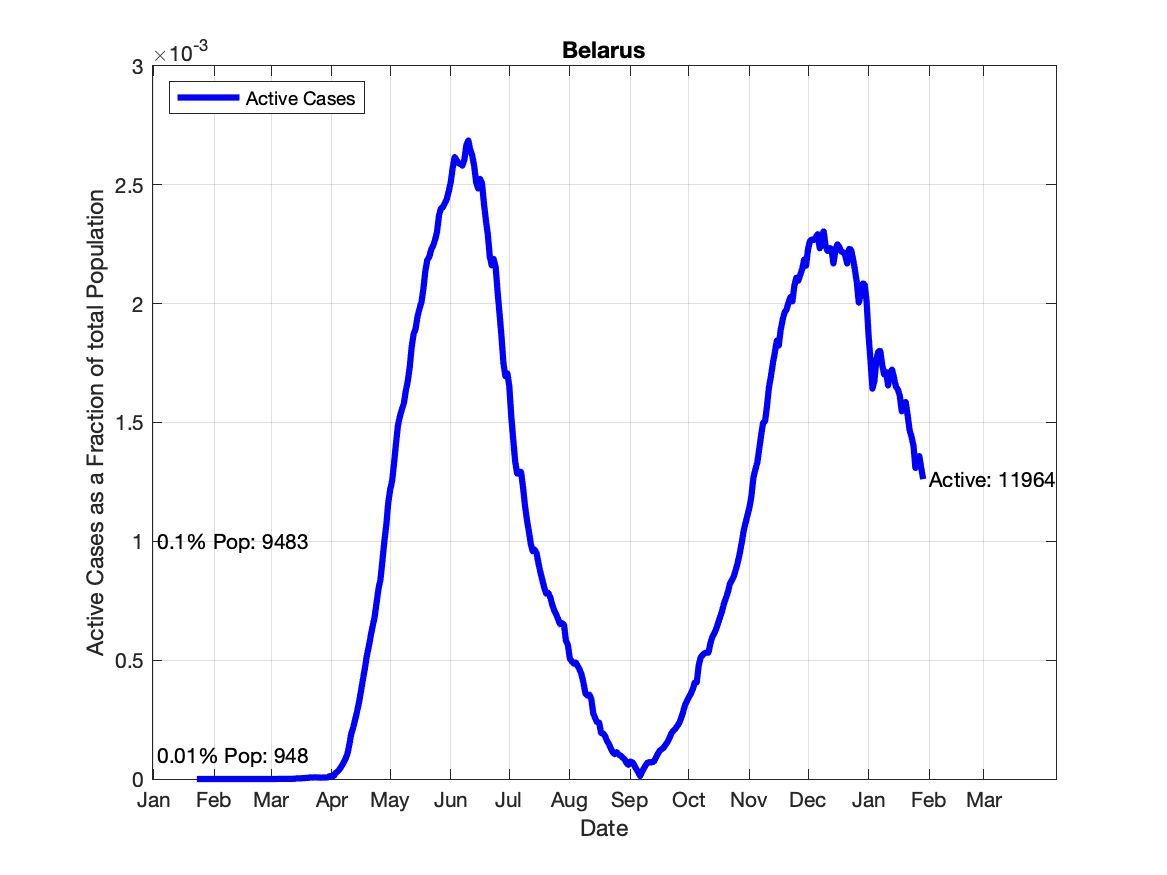 Belarus
×10-3
Active Cases
3
2.5
2
1.5
1
0.5
0
Active Cases as a Fraction of total Population
0.1% Pop: 9483
0.01% Pop: 948
Active: 11964
Jan Feb Mar Apr May Jun Jul Aug Sep Oct Nov Dec Jan Feb Mar
Date